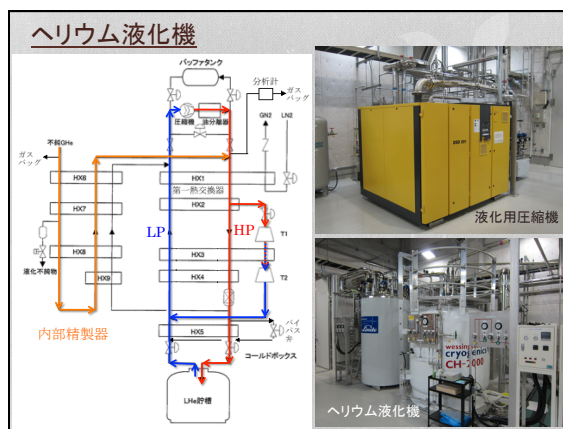 ヘリウム液化機
バッファタンク
分析計
ガス
バッグ
圧縮機
油分離器
GN2
LN2
不純GHe
ガス
バッグ
HX6
HX1
第一熱交換器
HX7
HX2
LP
HP
T1
HX8
HX3
液化不純物
HX9
HX4
T2
内部精製器
HX5
バイ
パス
弁
コールドボックス
LHe貯槽
液化用圧縮機
Linde
wessington
cryogenics
CH-2000
ヘリウム液化機